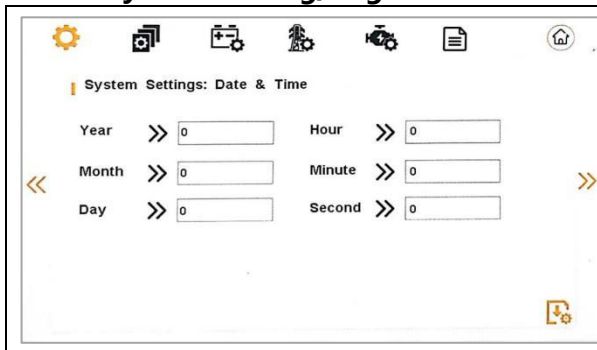 System Settings: Date & Time
Year 0 Hour 0
Month 0 Minute 0
Day 0 Second 0